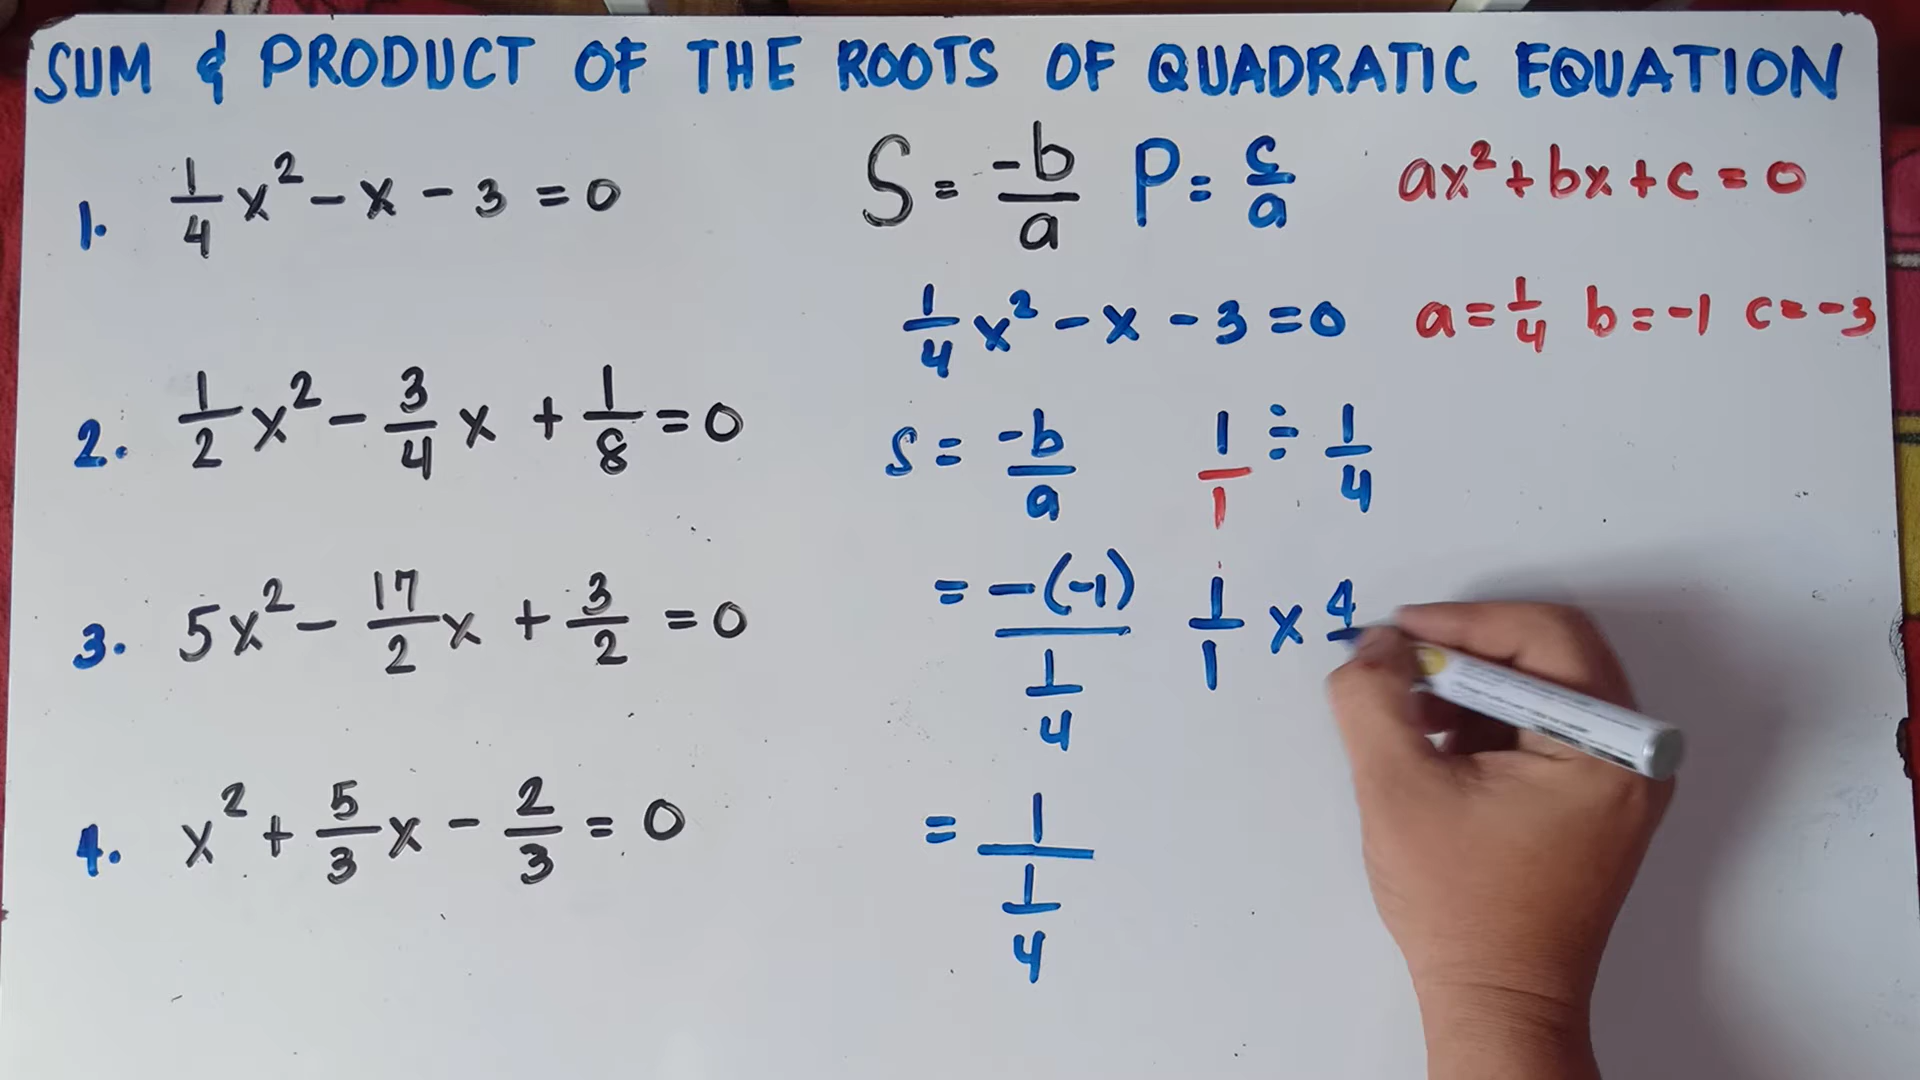 SUM & PRODUCT OF THE ROOTS OF QUADRATIC EQUATION
1. 1/4 x² - x - 3 = 0
2. 1/2 x² - 3/4 x + 1/8 = 0
3. 5x² - 17/2 x + 3/2 = 0
4. x² + 5/3 x - 2/3 = 0
S = -b/a P = c/a ax² + bx + c = 0
1/4 x² - x - 3 = 0 a = 1/4 b = -1 c = -3
S = -b/a 1/1 ÷ 1/4
= -(-1)/(1/4) 1/1 x 4
= 1/(1/4)